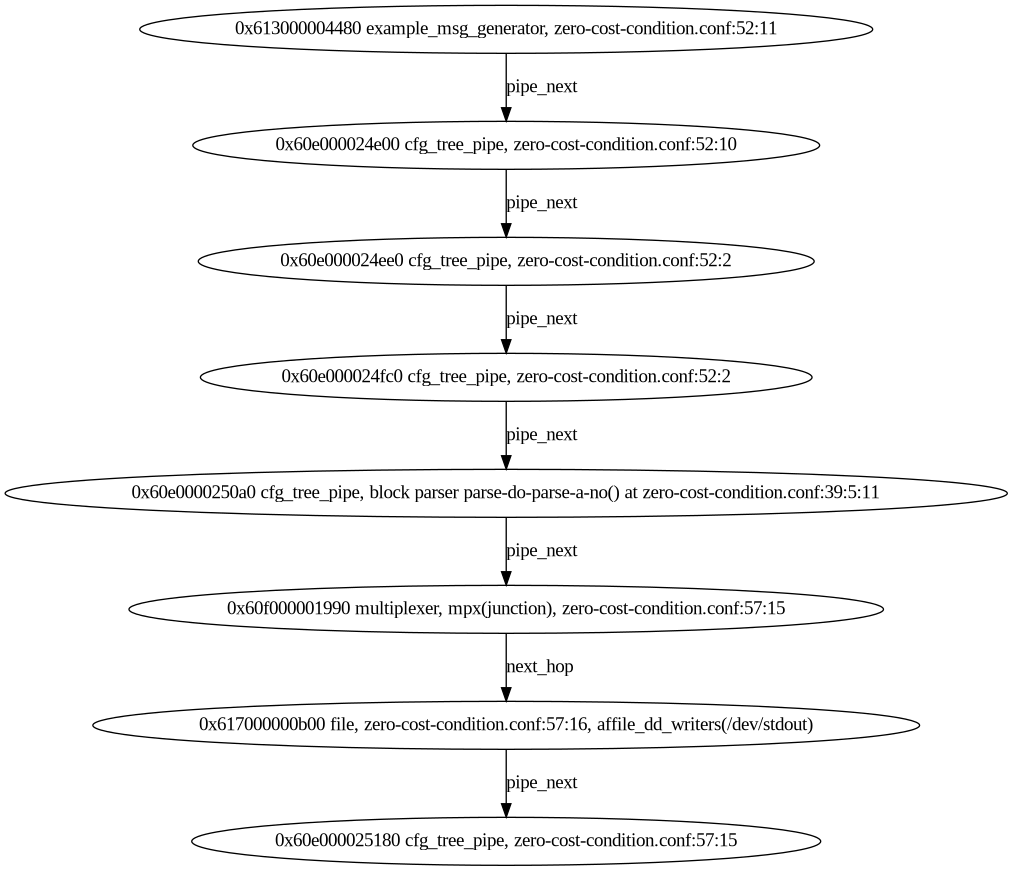 0x613000004480 example_msg_generator, zero-cost-condition.conf:52:11
pipe_next
0x60e000024e00 cfg_tree_pipe, zero-cost-condition.conf:52:10
pipe_next
0x60e000024ee0 cfg_tree_pipe, zero-cost-condition.conf:52:2
pipe_next
0x60e000024fc0 cfg_tree_pipe, zero-cost-condition.conf:52:2
pipe_next
0x60e0000250a0 cfg_tree_pipe, block parser parse-do-parse-a-no() at zero-cost-condition.conf:39:5:11
pipe_next
0x60f000001990 multiplexer, mpx(junction), zero-cost-condition.conf:57:15
next_hop
0x617000000b00 file, zero-cost-condition.conf:57:16, affile_dd_writers(/dev/stdout)
pipe_next
0x60e000025180 cfg_tree_pipe, zero-cost-condition.conf:57:15